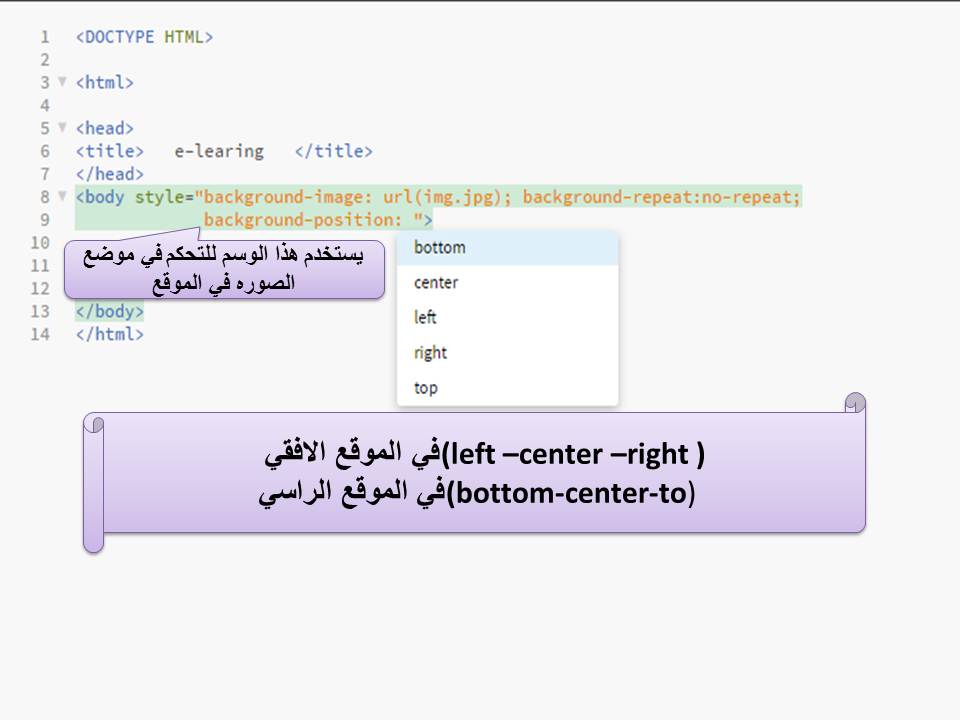 1 <DOCTYPE HTML>
2
3 <html>
4
5 <head>
6 <title> e-learing </title>
7 </head>
8 <body style="background-image: url(img.jpg); background-repeat:no-repeat;
9 background-position: ">
10
11
12
13 </body>
14 </html>
يستخدم هذا الوسم للتحكم في موضع
الصوره في الموقع
bottom
center
left
right
top
في الموقع الافقي(left –center –right )
في الموقع الراسي(bottom-center-to)